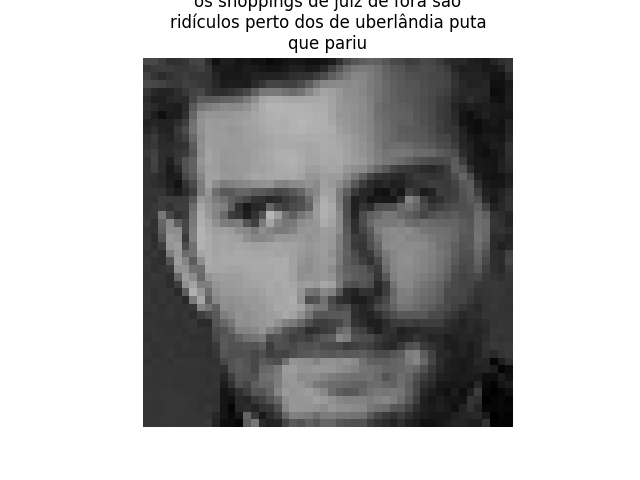 os shoppings de juiz de fora são
ridículos perto dos de uberlândia puta
que pariu